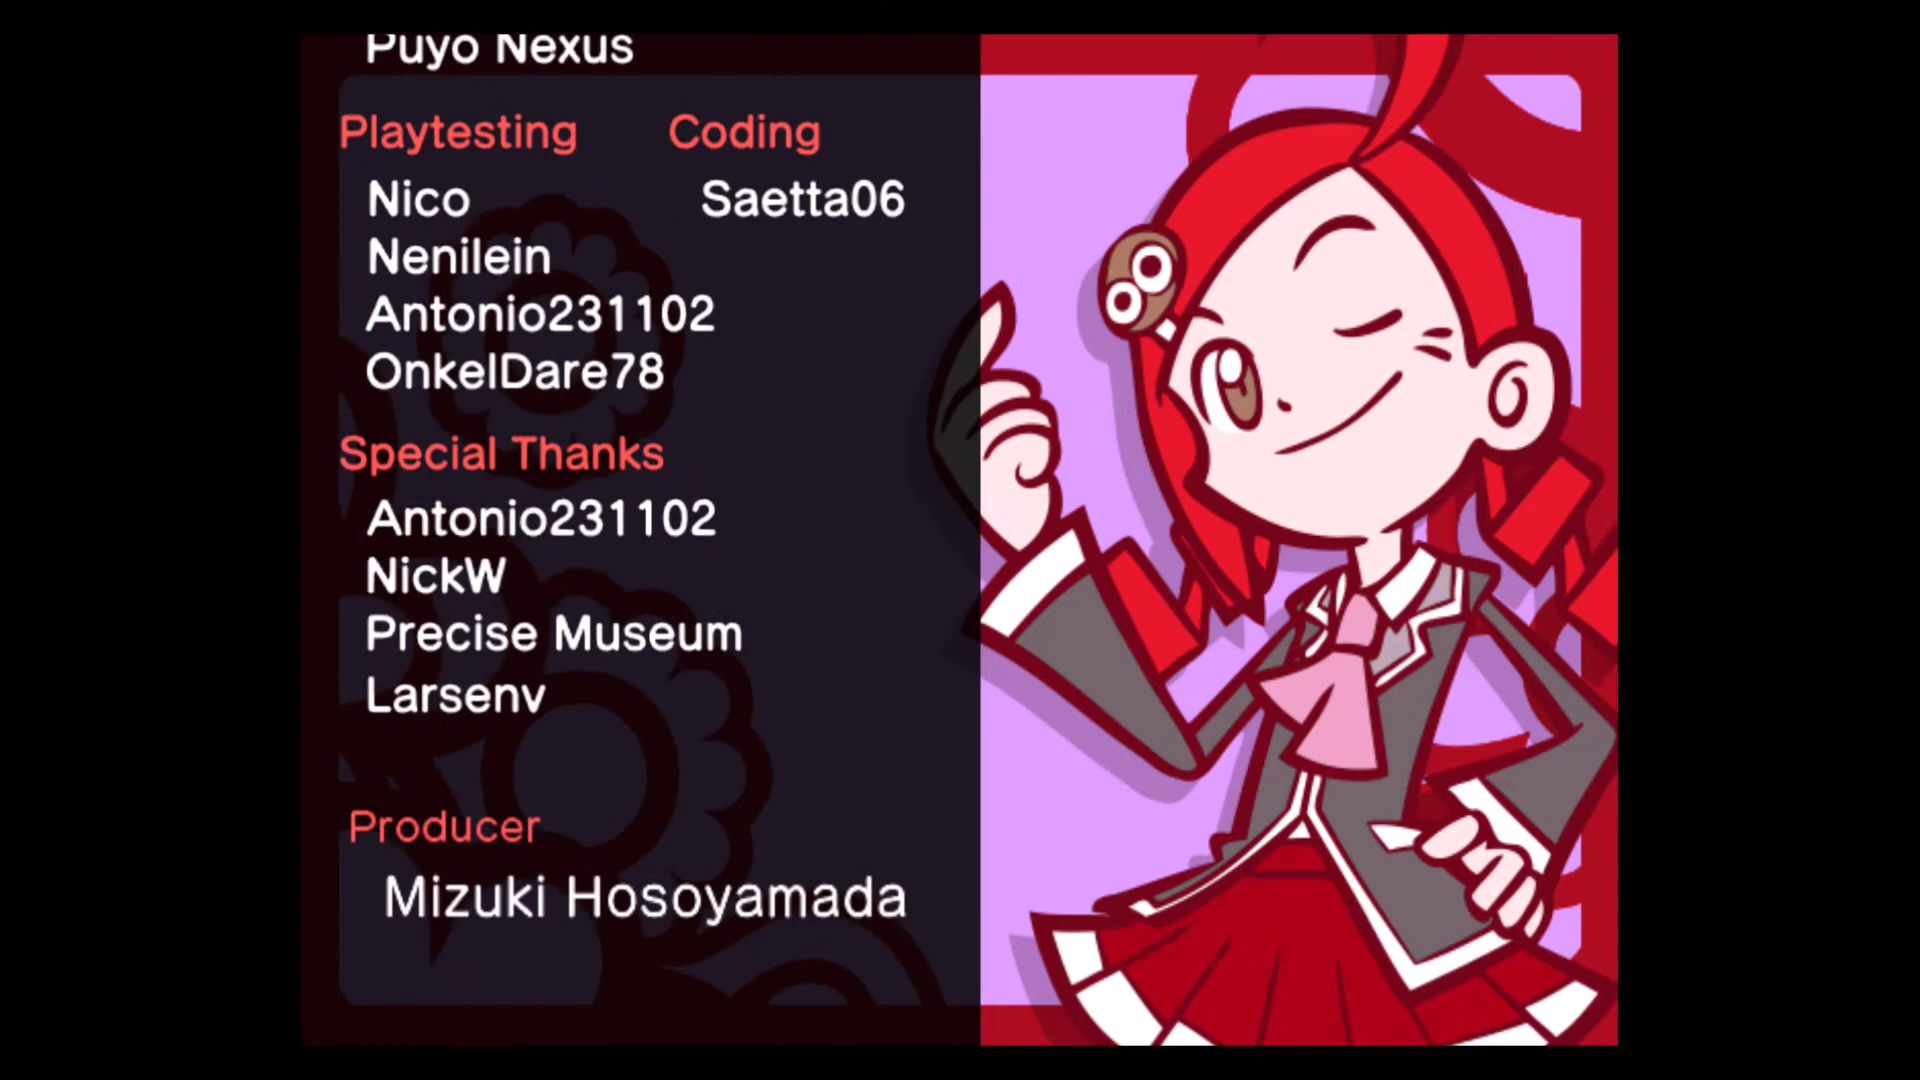 Puyo Nexus
Playtesting
Nico
Nenilein
Antonio231102
OnkelDare78
Coding
Saetta06
Special Thanks
Antonio231102
NickW
Precise Museum
Larsenv
Producer
Mizuki Hosoyamada